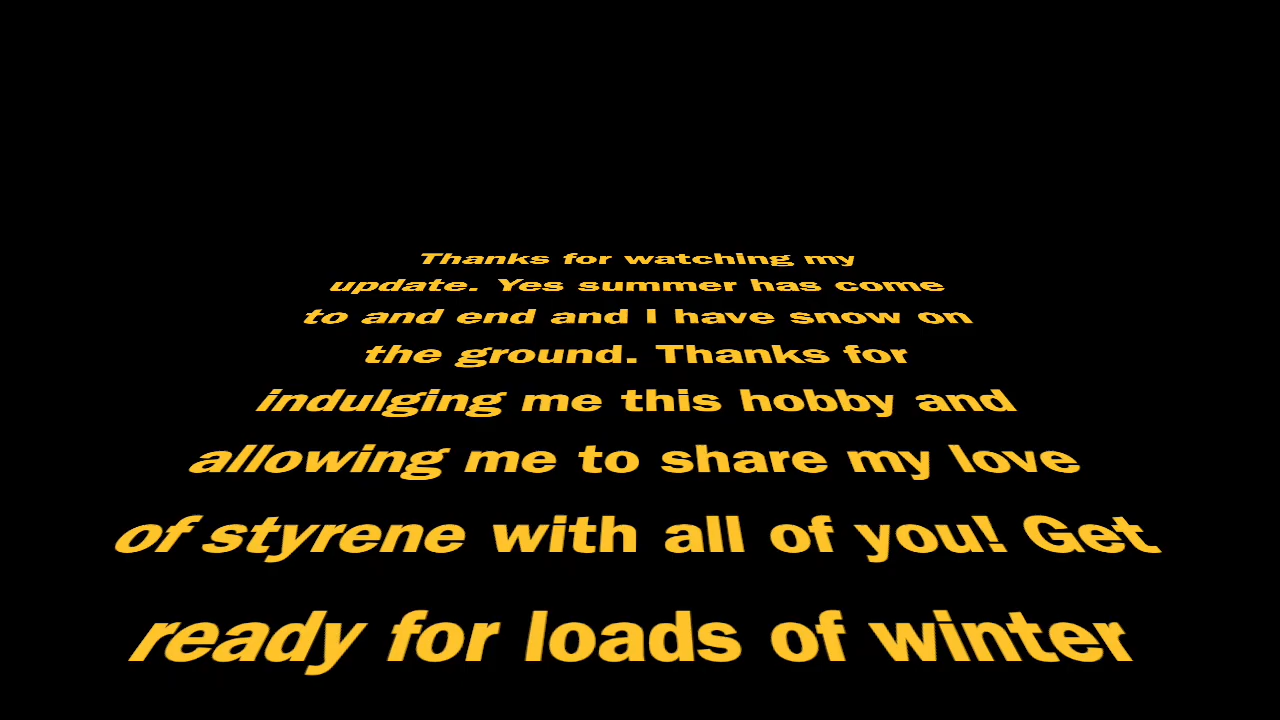 Thanks for watching my
update. Yes summer has come
to and end and I have snow on
the ground. Thanks for
indulging me this hobby and
allowing me to share my love
of styrene with all of you! Get
ready for loads of winter